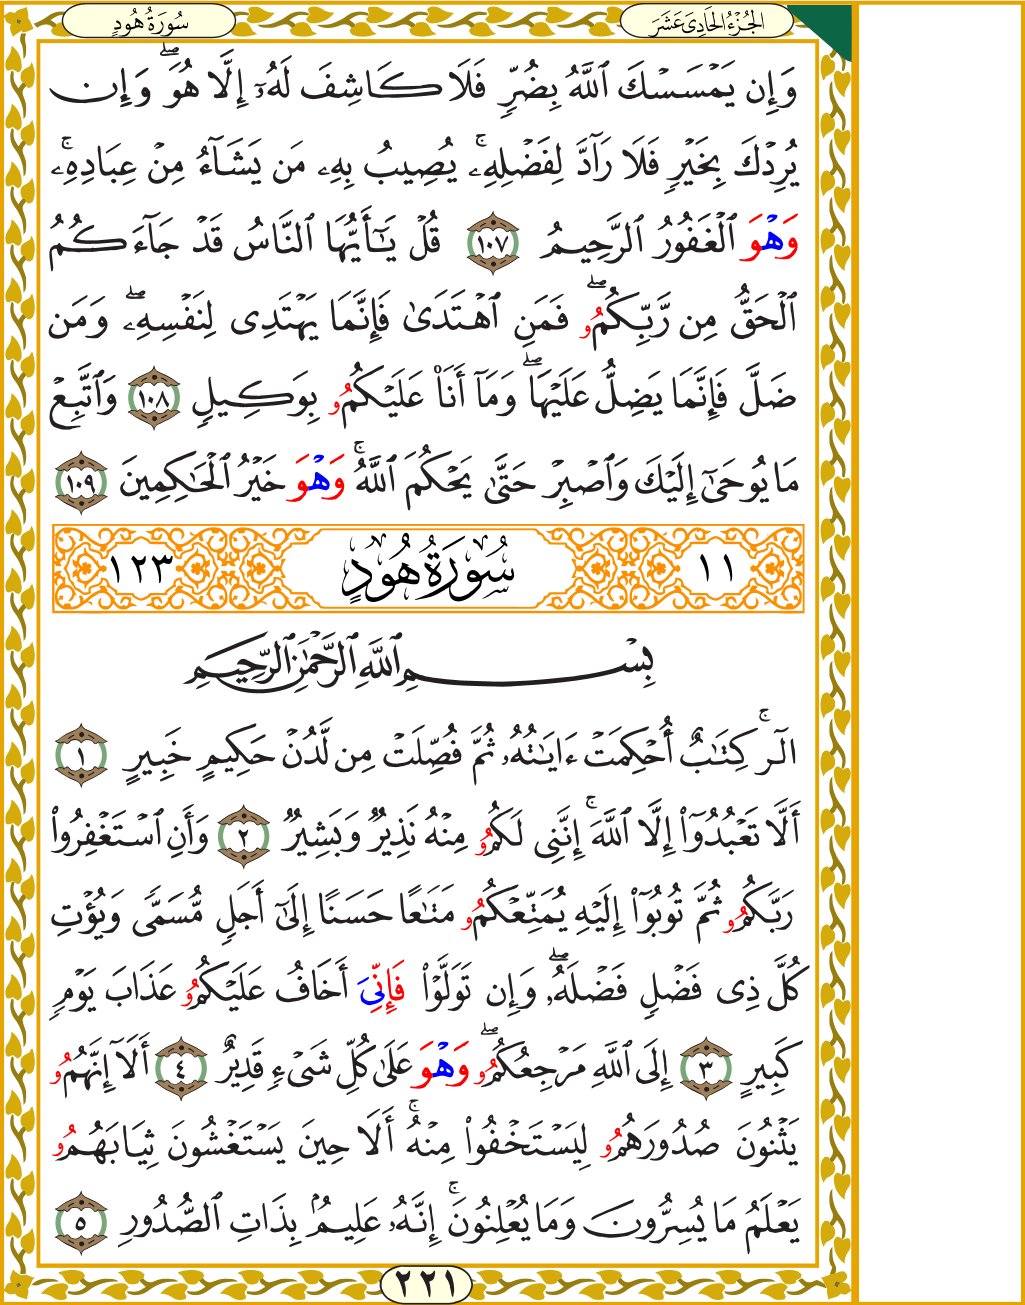 الجُزْءُ الحَادِىَ عَشَرَ
سُورَةُ هُودٍ
وَإِن يَمْسَسْكَ ٱللَّهُ بِضُرٍّ فَلَا كَاشِفَ لَهُۥٓ إِلَّا هُوَ ۖ وَإِن
يُرِدْكَ بِخَيْرٍ فَلَا رَآدَّ لِفَضْلِهِۦ ۚ يُصِيبُ بِهِۦ مَن يَشَآءُ مِنْ عِبَادِهِۦ ۚ
وَهْوَ ٱلْغَفُورُ ٱلرَّحِيمُ ١٠٧ قُلْ يَٰٓأَيُّهَا ٱلنَّاسُ قَدْ جَآءَكُمُ
ٱلْحَقُّ مِن رَّبِّكُمُۥ ۖ فَمَنِ ٱهْتَدَىٰ فَإِنَّمَا يَهْتَدِى لِنَفْسِهِۦ ۖ وَمَن
ضَلَّ فَإِنَّمَا يَضِلُّ عَلَيْهَا ۖ وَمَآ أَنَا۠ عَلَيْكُمُۥ بِوَكِيلٍ ١٠٨ وَٱتَّبِعْ
مَا يُوحَىٰٓ إِلَيْكَ وَٱصْبِرْ حَتَّىٰ يَحْكُمَ ٱللَّهُ ۚ وَهْوَ خَيْرُ ٱلْحَٰكِمِينَ ١٠٩
١١ سُورَةُ هُودٍ ١٢٣
بِسْمِ ٱللَّهِ ٱلرَّحْمَٰنِ ٱلرَّحِيمِ
الٓر ۚ كِتَٰبٌ أُحْكِمَتْ ءَايَٰتُهُۥ ثُمَّ فُصِّلَتْ مِن لَّدُنْ حَكِيمٍ خَبِيرٍ ١
أَلَّا تَعْبُدُوٓا۟ إِلَّا ٱللَّهَ ۚ إِنَّنِى لَكُمُۥ مِنْهُ نَذِيرٌ وَبَشِيرٌ ٢ وَأَنِ ٱسْتَغْفِرُوا۟
رَبَّكُمُۥ ثُمَّ تُوبُوٓا۟ إِلَيْهِ يُمَتِّعْكُمُۥ مَتَٰعًا حَسَنًا إِلَىٰٓ أَجَلٍ مُّسَمًّى وَيُؤْتِ
كُلَّ ذِى فَضْلٍ فَضْلَهُۥ ۖ وَإِن تَوَلَّوْا۟ فَإِنِّىَ أَخَافُ عَلَيْكُمُۥ عَذَابَ يَوْمٍ
كَبِيرٍ ٣ إِلَى ٱللَّهِ مَرْجِعُكُمُۥ ۖ وَهْوَ عَلَىٰ كُلِّ شَىْءٍ قَدِيرٌ ٤ أَلَآ إِنَّهُمُۥ
يَثْنُونَ صُدُورَهُمُۥ لِيَسْتَخْفُوا۟ مِنْهُ ۚ أَلَا حِينَ يَسْتَغْشُونَ ثِيَابَهُمُۥ
يَعْلَمُ مَا يُسِرُّونَ وَمَا يُعْلِنُونَ ۚ إِنَّهُۥ عَلِيمٌۢ بِذَاتِ ٱلصُّدُورِ ٥
٢٢١